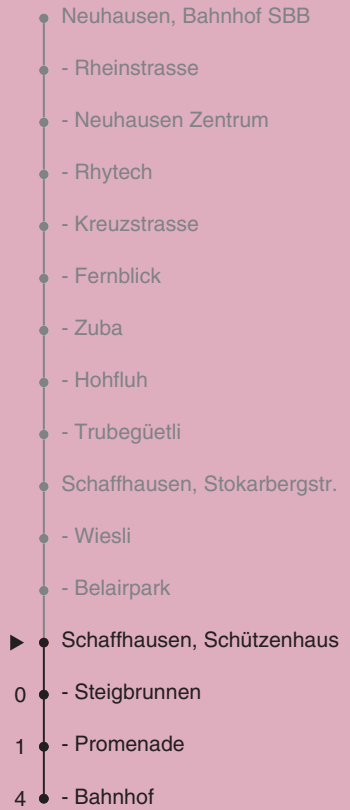 Neuhausen, Bahnhof SBB
- Rheinstrasse
- Neuhausen Zentrum
- Rhytech
- Kreuzstrasse
- Fernblick
- Zuba
- Hohfluh
- Trubegüetli
Schaffhausen, Stokarbergstr.
- Wiesli
- Belairpark
Schaffhausen, Schützenhaus
0 - Steigbrunnen
1 - Promenade
4 - Bahnhof